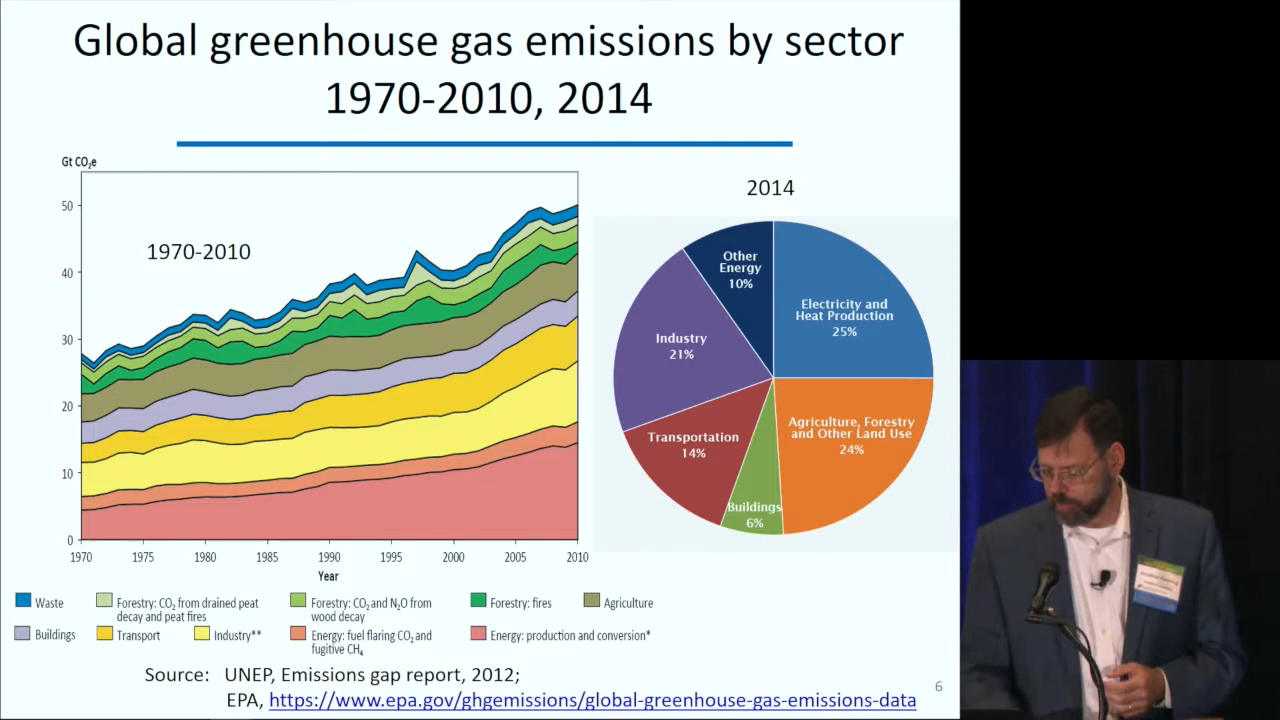 Global greenhouse gas emissions by sector
1970-2010, 2014
Gt CO₂e
50
40
30
20
10
0
1970-2010
1970 1975 1980 1985 1990 1995 2000 2005 2010
Year
2014
Other
Energy
10%
Electricity and
Heat Production
25%
Industry
21%
Agriculture, Forestry
and Other Land Use
24%
Transportation
14%
Buildings
6%
Waste
Forestry: CO₂ from drained peat
decay and peat fires
Forestry: CO₂ and N₂O from
wood decay
Forestry: fires
Agriculture
Buildings
Transport
Industry**
Energy: fuel flaring CO₂ and
fugitive CH₄
Energy: production and conversion*
Source: UNEP, Emissions gap report, 2012;
EPA, https://www.epa.gov/ghgemissions/global-greenhouse-gas-emissions-data
6